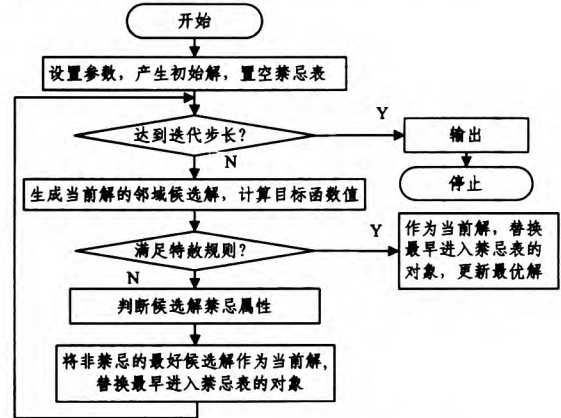 开始
设置参数，产生初始解，置空禁忌表
达到迭代步长？
Y
输出
N
停止
生成当前解的邻域候选解，计算目标函数值
满足特赦规则？
Y
作为当前解，替换
最早进入禁忌表的
对象，更新最优解
N
判断候选解禁忌属性
将非禁忌的最好候选解作为当前解，
替换最早进入禁忌表的对象